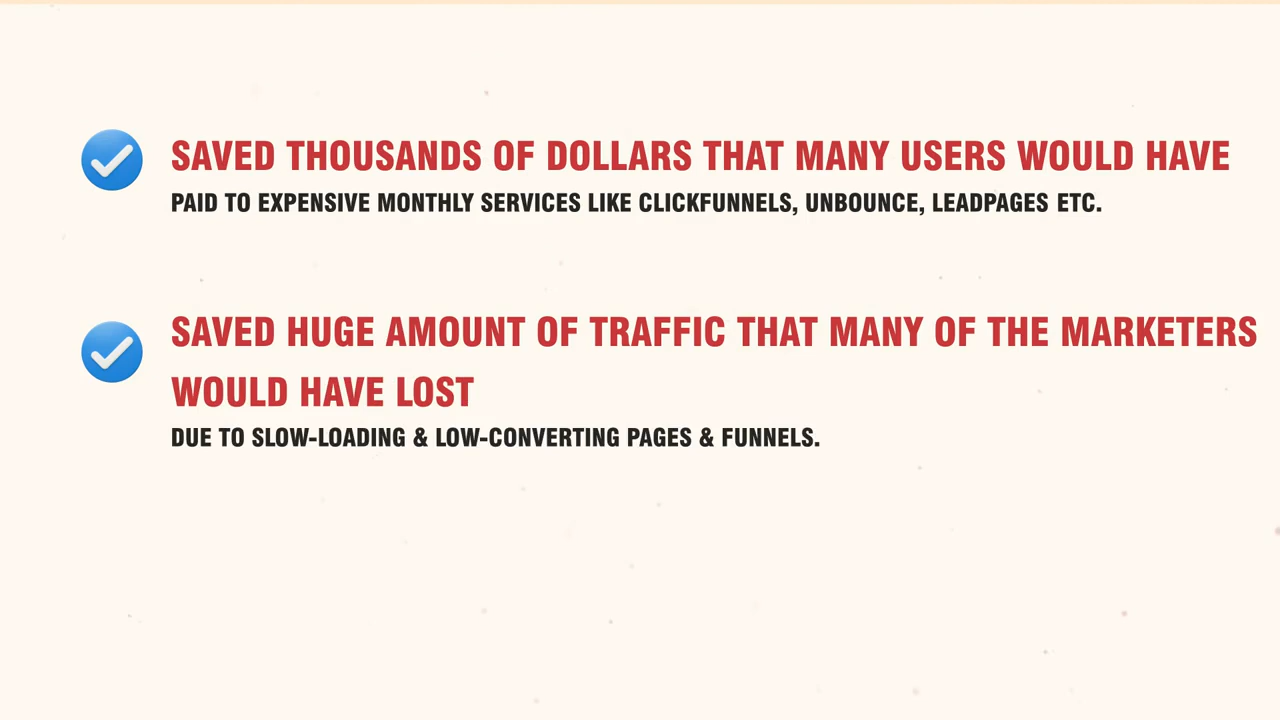 SAVED THOUSANDS OF DOLLARS THAT MANY USERS WOULD HAVE
PAID TO EXPENSIVE MONTHLY SERVICES LIKE CLICKFUNNELS, UNBOUNCE, LEADPAGES ETC.
SAVED HUGE AMOUNT OF TRAFFIC THAT MANY OF THE MARKETERS
WOULD HAVE LOST
DUE TO SLOW-LOADING & LOW-CONVERTING PAGES & FUNNELS.